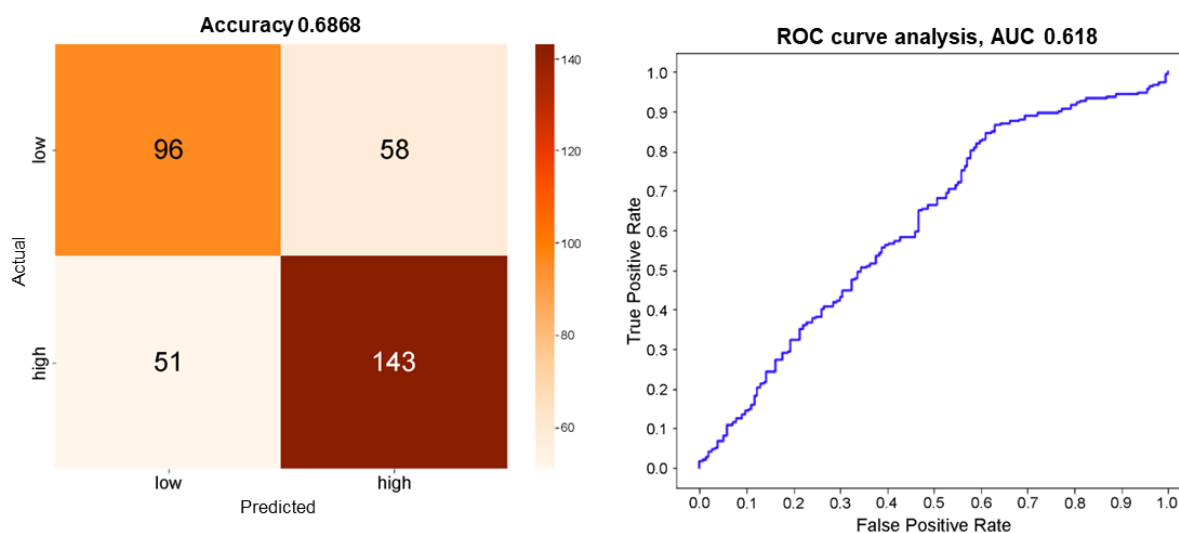 Accuracy 0.6868
low
96
58
high
51
143
Actual
low
high
Predicted
140
120
100
80
60
ROC curve analysis, AUC 0.618
1.0
0.9
0.8
0.7
0.6
0.5
0.4
0.3
0.2
0.1
0.0
True Positive Rate
0.0 0.1 0.2 0.3 0.4 0.5 0.6 0.7 0.8 0.9 1.0
False Positive Rate